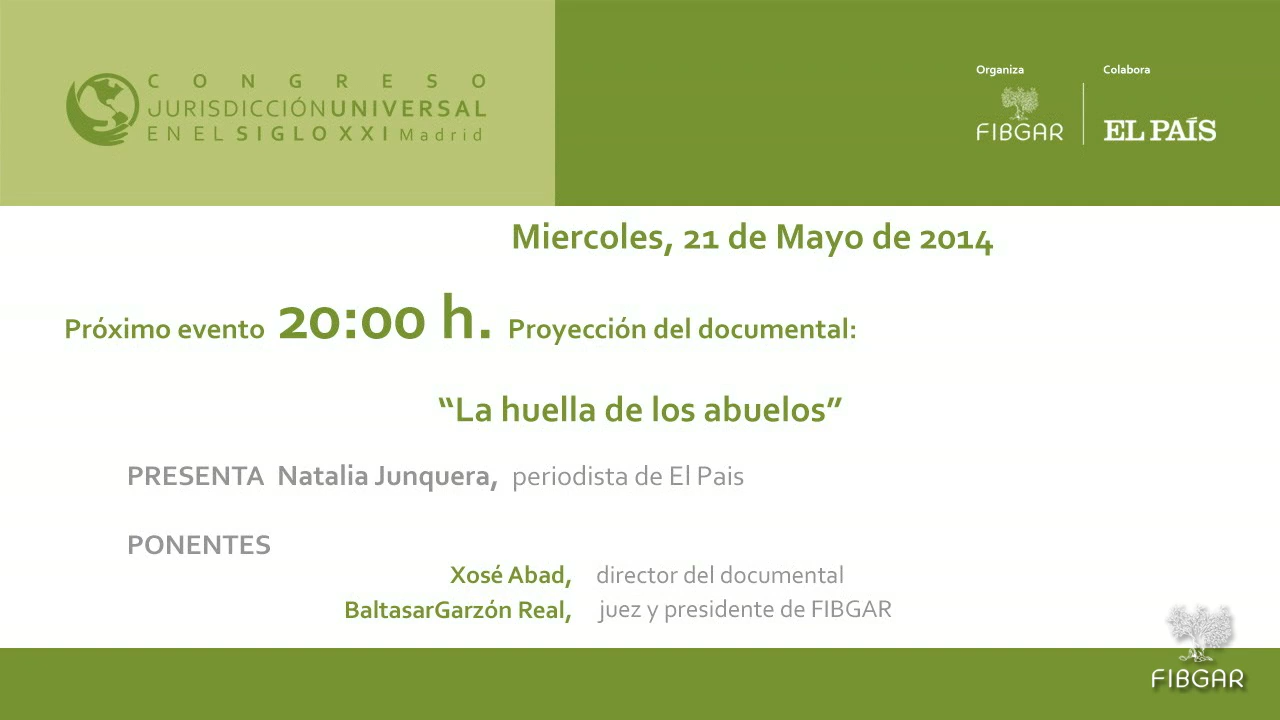 CONGRESO
JURISDICCIÓNUNIVERSAL
EN EL SIGLO XXI Madrid
Organiza
FIBGAR
Colabora
EL PAÍS
Miercoles, 21 de Mayo de 2014
Próximo evento 20:00 h. Proyección del documental:
“La huella de los abuelos”
PRESENTA Natalia Junquera, periodista de El Pais
PONENTES
Xosé Abad, director del documental
BaltasarGarzón Real, juez y presidente de FIBGAR
FIBGAR